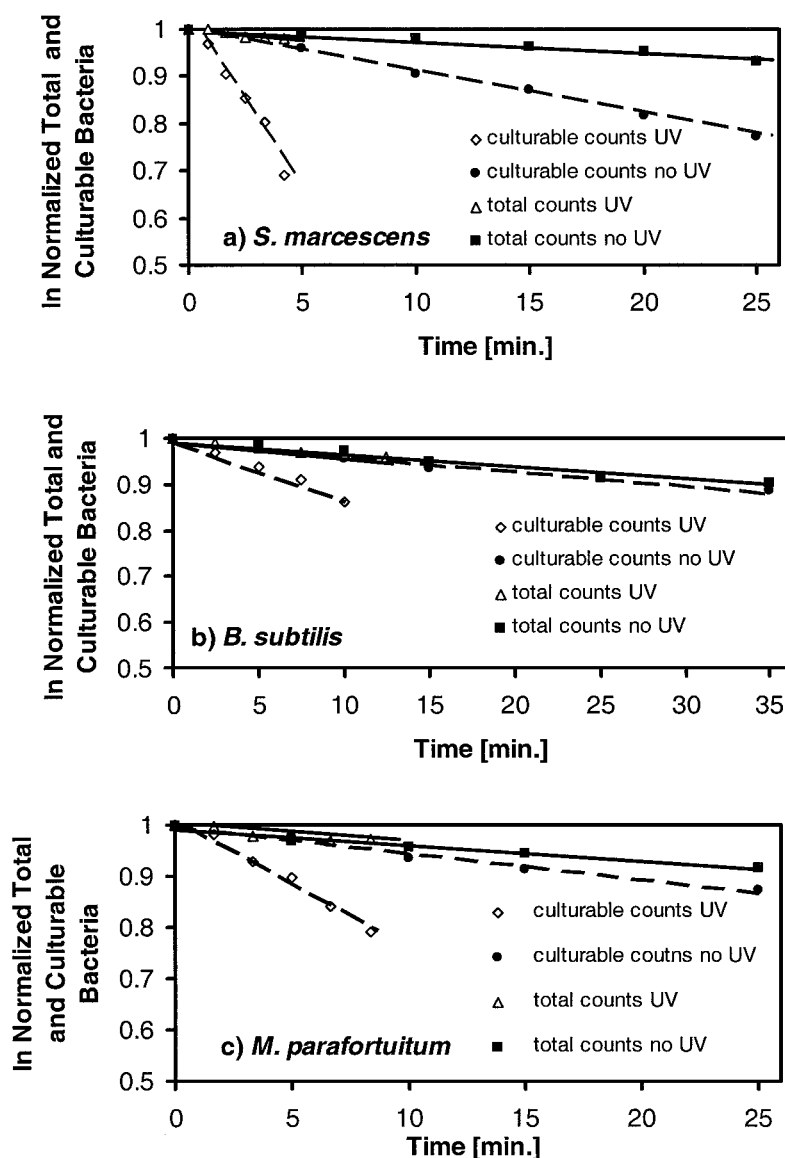 ln Normalized Total and
Culturable Bacteria
1
0.9
0.8
0.7
0.6
0.5
culturable counts UV
culturable counts no UV
total counts UV
total counts no UV
a) S. marcescens
0 5 10 15 20 25
Time [min.]
ln Normalized Total and
Culturable Bacteria
1
0.9
0.8
0.7
0.6
0.5
culturable counts UV
culturable counts no UV
total counts UV
total counts no UV
b) B. subtilis
0 5 10 15 20 25 30 35
Time [min.]
ln Normalized Total
and Culturable
Bacteria
1
0.9
0.8
0.7
0.6
0.5
culturable counts UV
culturable coutns no UV
total counts UV
total counts no UV
c) M. parafortuitum
0 5 10 15 20 25
Time [min.]